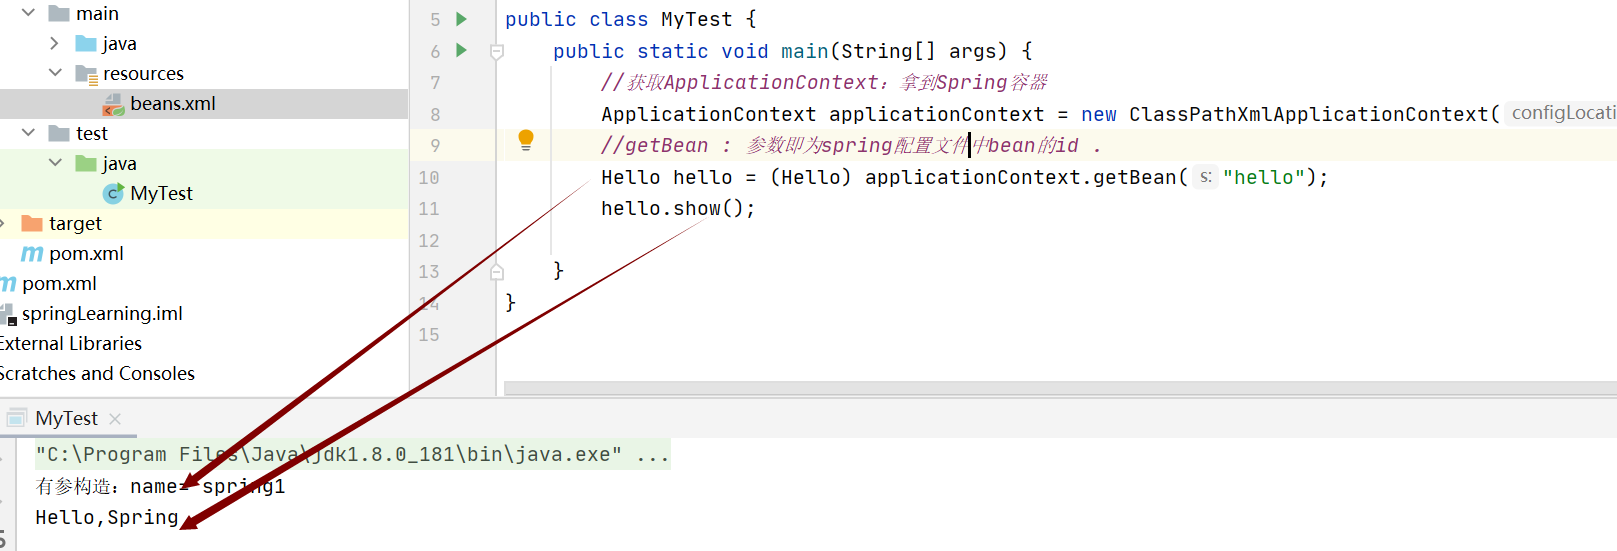 main
java
resources
beans.xml
test
java
MyTest
target
pom.xml
pom.xml
springLearning.iml
External Libraries
Scratches and Consoles
5 public class MyTest {
6 public static void main(String[] args) {
7 //获取ApplicationContext：拿到Spring容器
8 ApplicationContext applicationContext = new ClassPathXmlApplicationContext( configLocati
9 //getBean : 参数即为spring配置文件中bean的id .
10 Hello hello = (Hello) applicationContext.getBean( s: "hello");
11 hello.show();
12
13 }
14 }
15
MyTest
"C:\Program Files\Java\jdk1.8.0_181\bin\java.exe" ...
有参构造：name= spring1
Hello,Spring